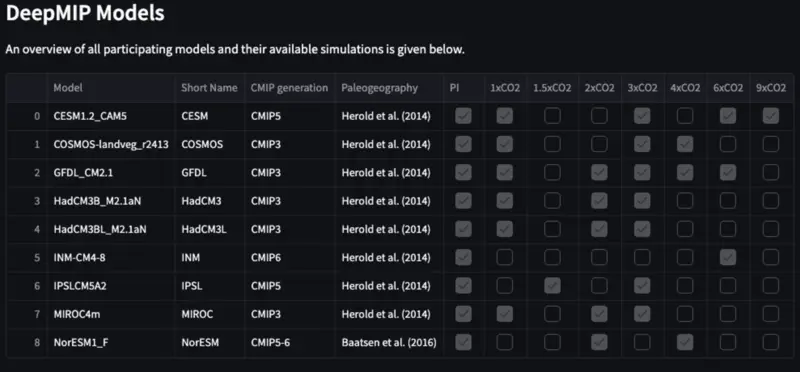 DeepMIP Models
An overview of all participating models and their available simulations is given below.
Model Short Name CMIP generation Paleogeography PI 1xCO2 1.5xCO2 2xCO2 3xCO2 4xCO2 6xCO2 9xCO2
0 CESM1.2_CAM5 CESM CMIP5 Herold et al. (2014)
1 COSMOS-landveg_r2413 COSMOS CMIP3 Herold et al. (2014)
2 GFDL_CM2.1 GFDL CMIP3 Herold et al. (2014)
3 HadCM3B_M2.1aN HadCM3 CMIP3 Herold et al. (2014)
4 HadCM3BL_M2.1aN HadCM3L CMIP3 Herold et al. (2014)
5 INM-CM4-8 INM CMIP6 Herold et al. (2014)
6 IPSLCM5A2 IPSL CMIP5 Herold et al. (2014)
7 MIROC4m MIROC CMIP3 Herold et al. (2014)
8 NorESM1_F NorESM CMIP5-6 Baatsen et al. (2016)